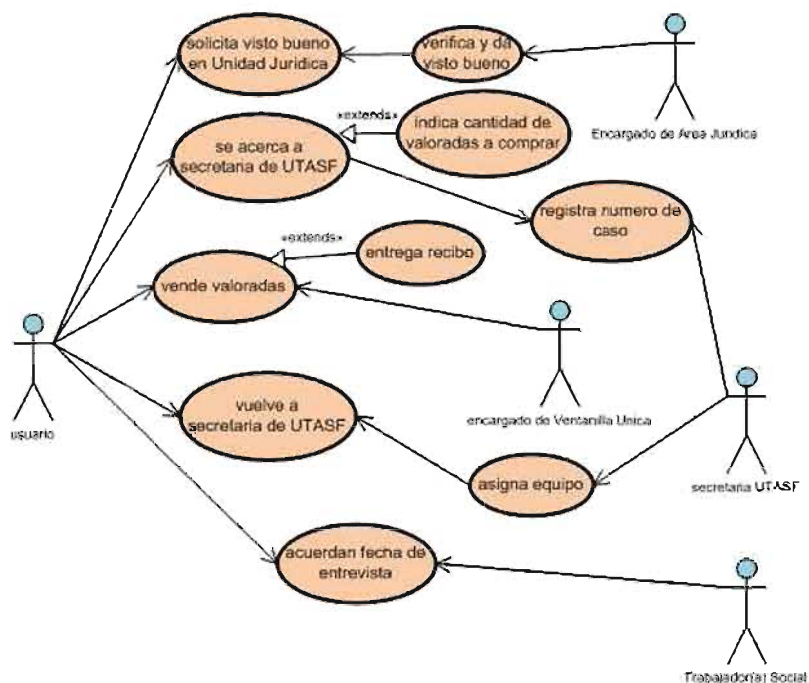 solicita visto bueno
en Unidad Juridica
verifica y da
visto bueno
Encargado de Area Juridica
«extends»
indica cantidad de
valoradas a comprar
se acerca a
secretaria de UTASF
registra numero de
caso
«extends»
entrega recibo
vende valoradas
encargado de Ventanilla Unica
usuario
vuelve a
secretaria de UTASF
asigna equipo
secretaria UTASF
acuerdan fecha de
entrevista
Trabajador(a) Social